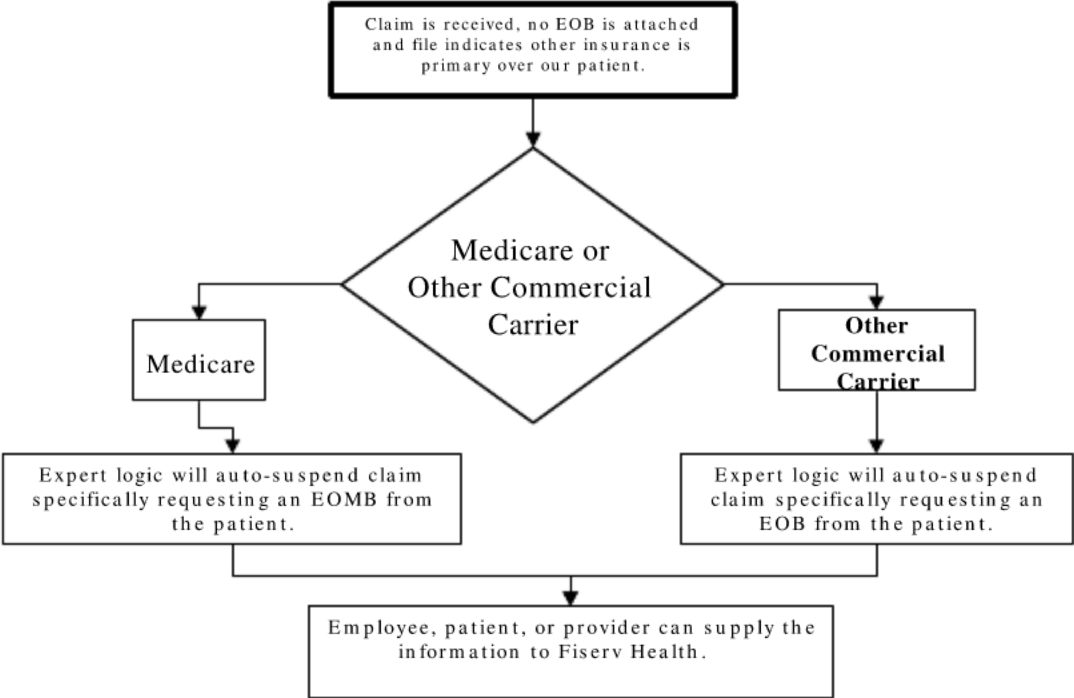 Claim is received, no EOB is attached
and file indicates other insurance is
primary over our patient.
Medicare or
Other Commercial
Carrier
Medicare
Other
Commercial
Carrier
Expert logic will auto-suspend claim
specifically requesting an EOMB from
the patient.
Expert logic will auto-suspend
claim specifically requesting an
EOB from the patient.
Employee, patient, or provider can supply the
information to Fiserv Health.